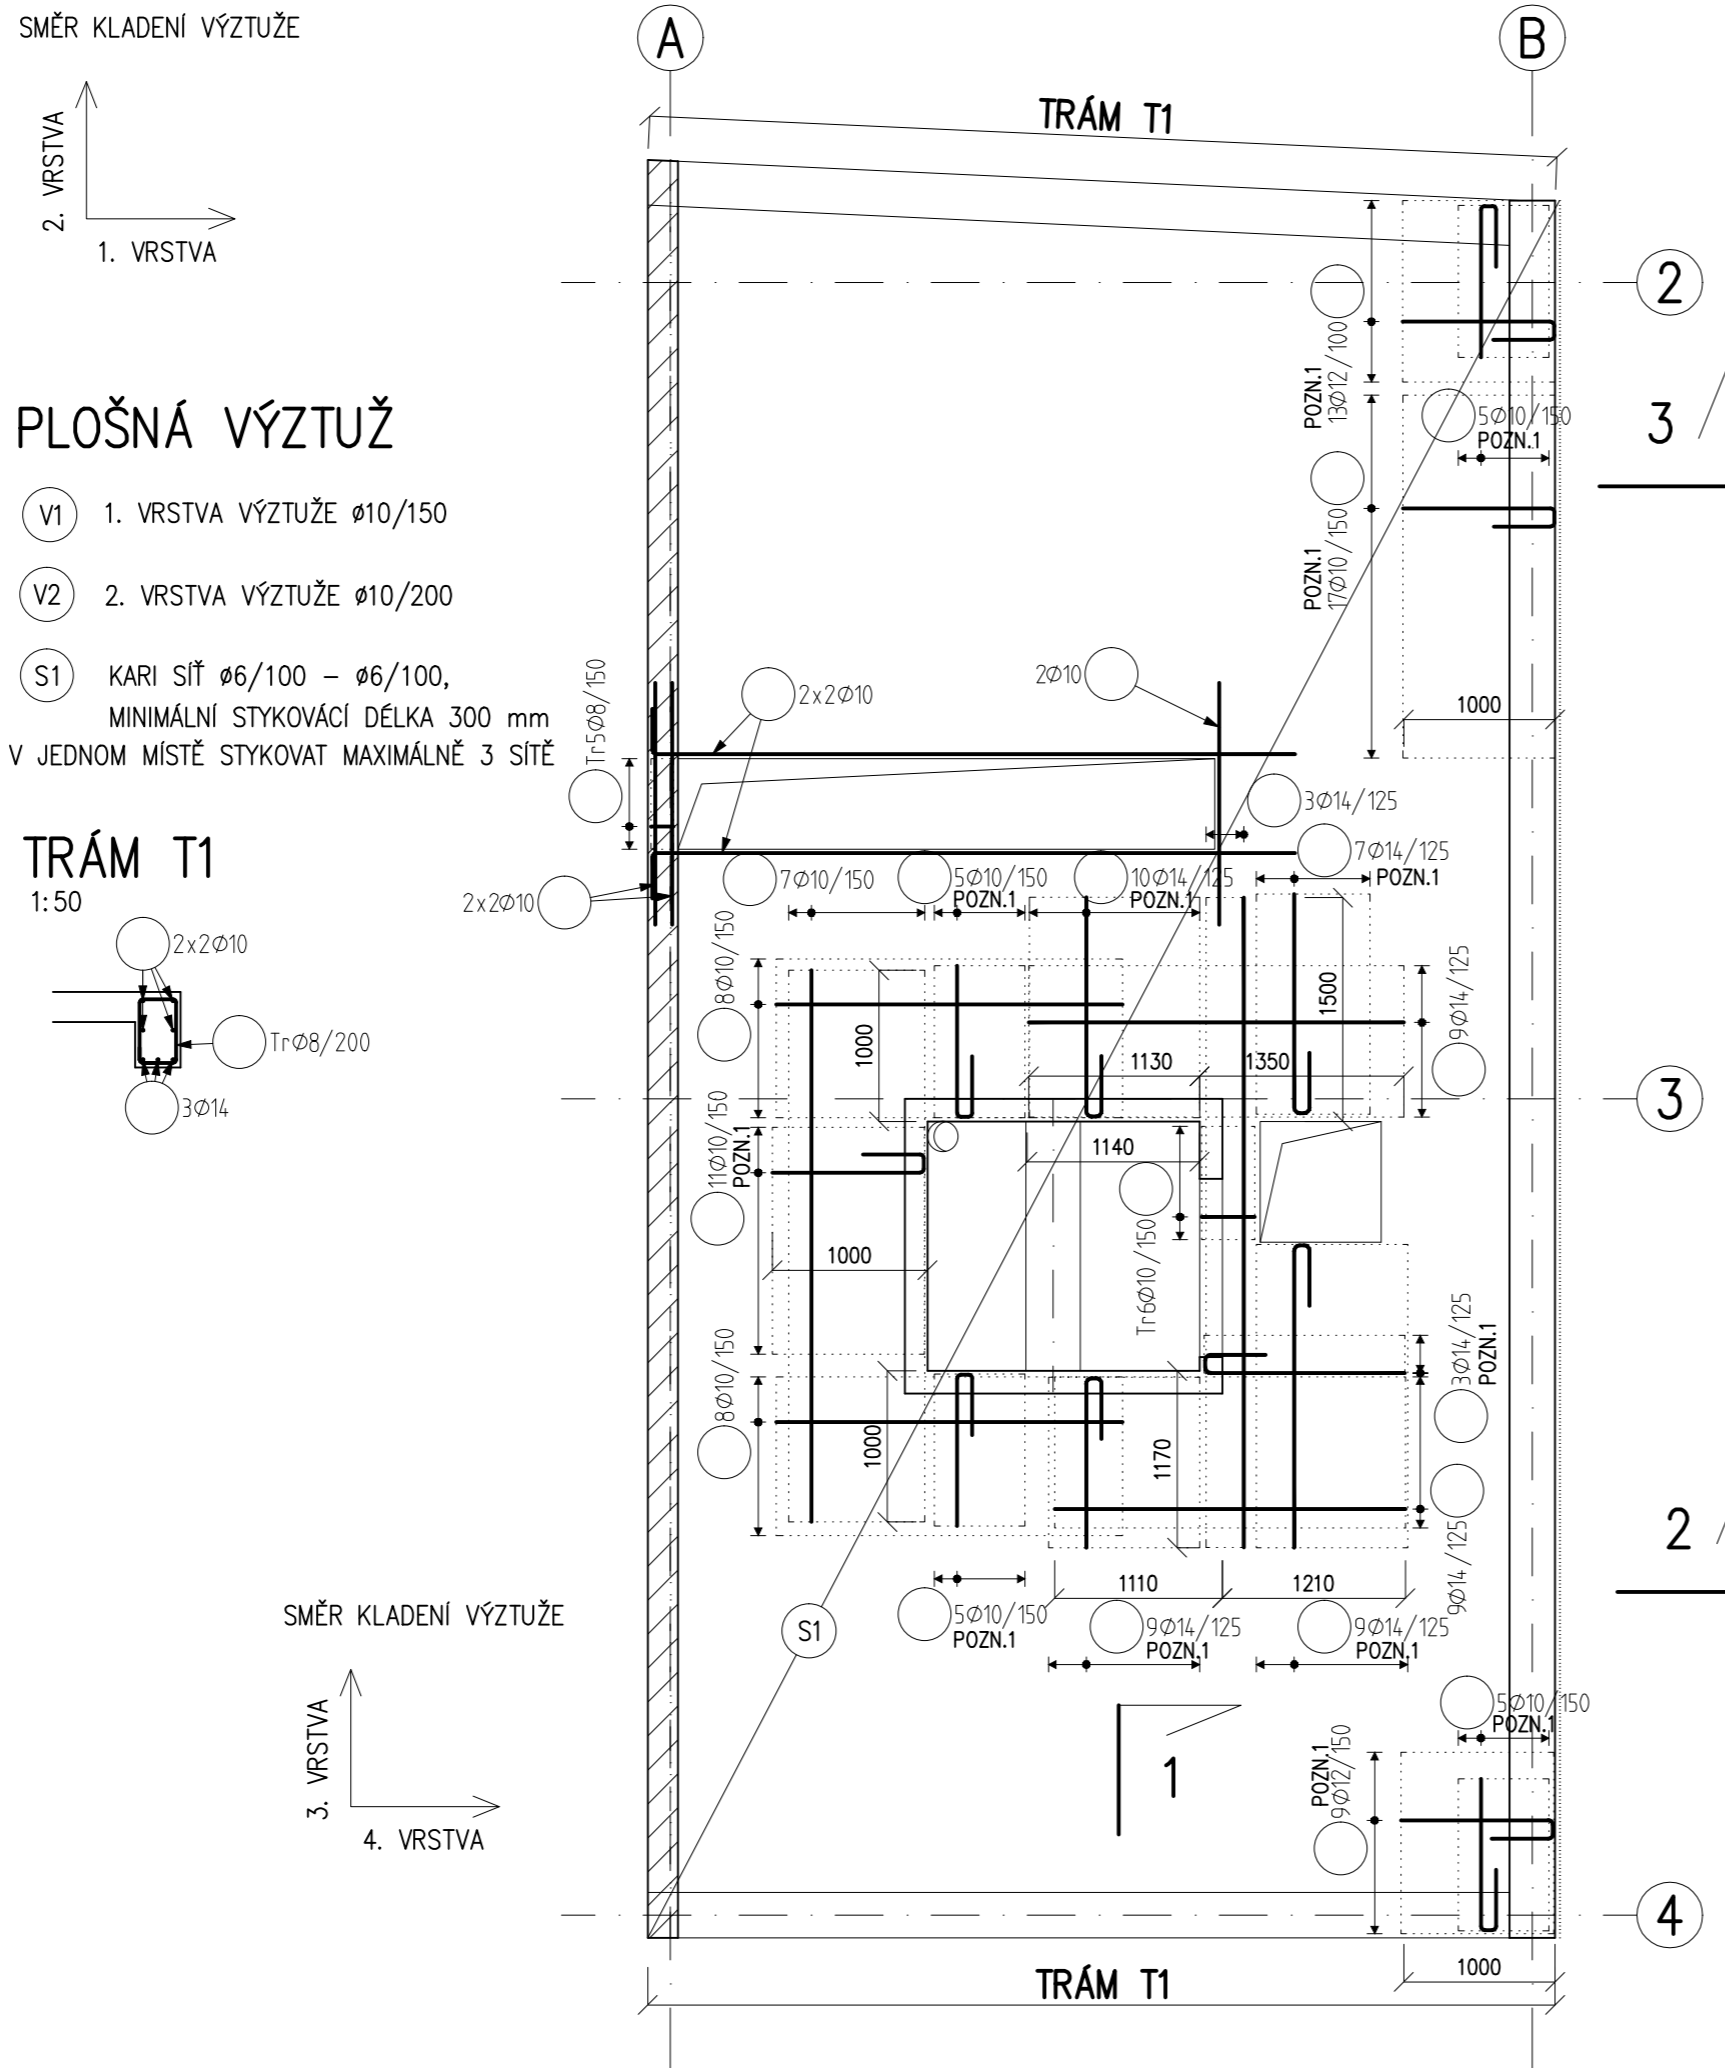 SMĚR KLADENÍ VÝZTUŽE
2. VRSTVA
1. VRSTVA
A
B
TRÁM T1
2
3
PLOŠNÁ VÝZTUŽ
V1 1. VRSTVA VÝZTUŽE ø10/150
V2 2. VRSTVA VÝZTUŽE ø10/200
S1 KARI SÍŤ ø6/100 – ø6/100,
MINIMÁLNÍ STYKOVÁCÍ DÉLKA 300 mm
V JEDNOM MÍSTĚ STYKOVAT MAXIMÁLNĚ 3 SÍTĚ
TRÁM T1
1:50
2x2Ø10
TrØ8/200
3Ø14
POZN.1
13Ø12/100
5Ø10/150
POZN.1
POZN.1
17Ø10/150
1000
Tr5Ø8/150
2x2Ø10
2Ø10
3Ø14/125
2x2Ø10
7Ø10/150
5Ø10/150
POZN.1
10Ø14/125
POZN.1
7Ø14/125
POZN.1
8Ø10/150
1000
1500
9Ø14/125
1130
1350
3
11Ø10/150
POZN.1
1140
1000
Tr6Ø10/150
8Ø10/150
1000
1170
3Ø14/125
POZN.1
9Ø14/125
2
1110
1210
5Ø10/150
POZN.1
9Ø14/125
POZN.1
9Ø14/125
POZN.1
SMĚR KLADENÍ VÝZTUŽE
3. VRSTVA
4. VRSTVA
S1
1
5Ø10/150
POZN.1
POZN.1
9Ø12/150
4
1000
TRÁM T1